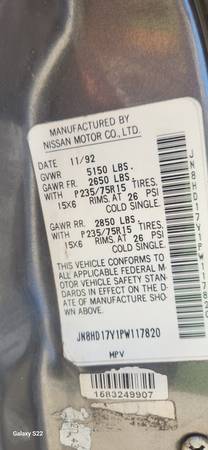 MANUFACTURED BY
NISSAN MOTOR CO., LTD.
DATE 11/92
GVWR 5150 LBS.
GAWR FR. 2650 LBS.
WITH P235/75R15 TIRES,
15X6 RIMS, AT 26 PSI
COLD SINGLE.
GAWR RR. 2850 LBS.
WITH P235/75R15 TIRES,
15X6 RIMS, AT 26 PSI
COLD SINGLE.
THIS VEHICLE CONFORMS TO
ALL APPLICABLE FEDERAL M-
OTOR VEHICLE SAFETY STAN-
DARDS IN EFFECT ON THE D-
ATE OF MANUFACTURE SHOW
ABOVE.
JN8HD17Y1PW117820
MPV
JN8HD17Y1PW117820
1683249907
Galaxy S22